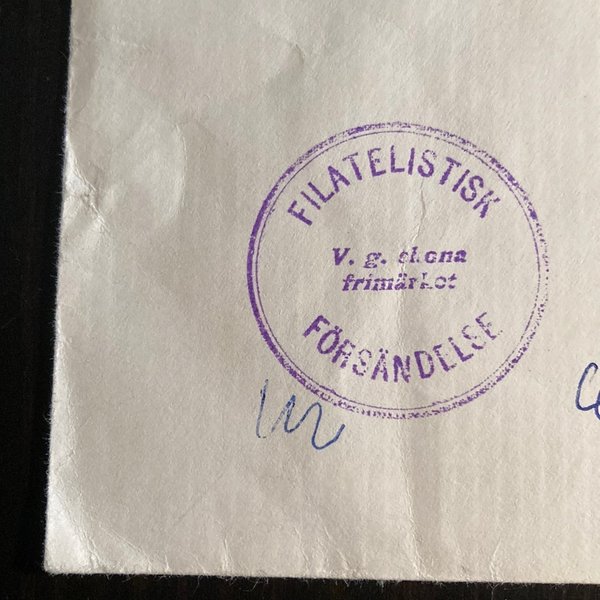 FILATELISTISK
V. g. skona
frimärket
FÖRSÄNDELSE